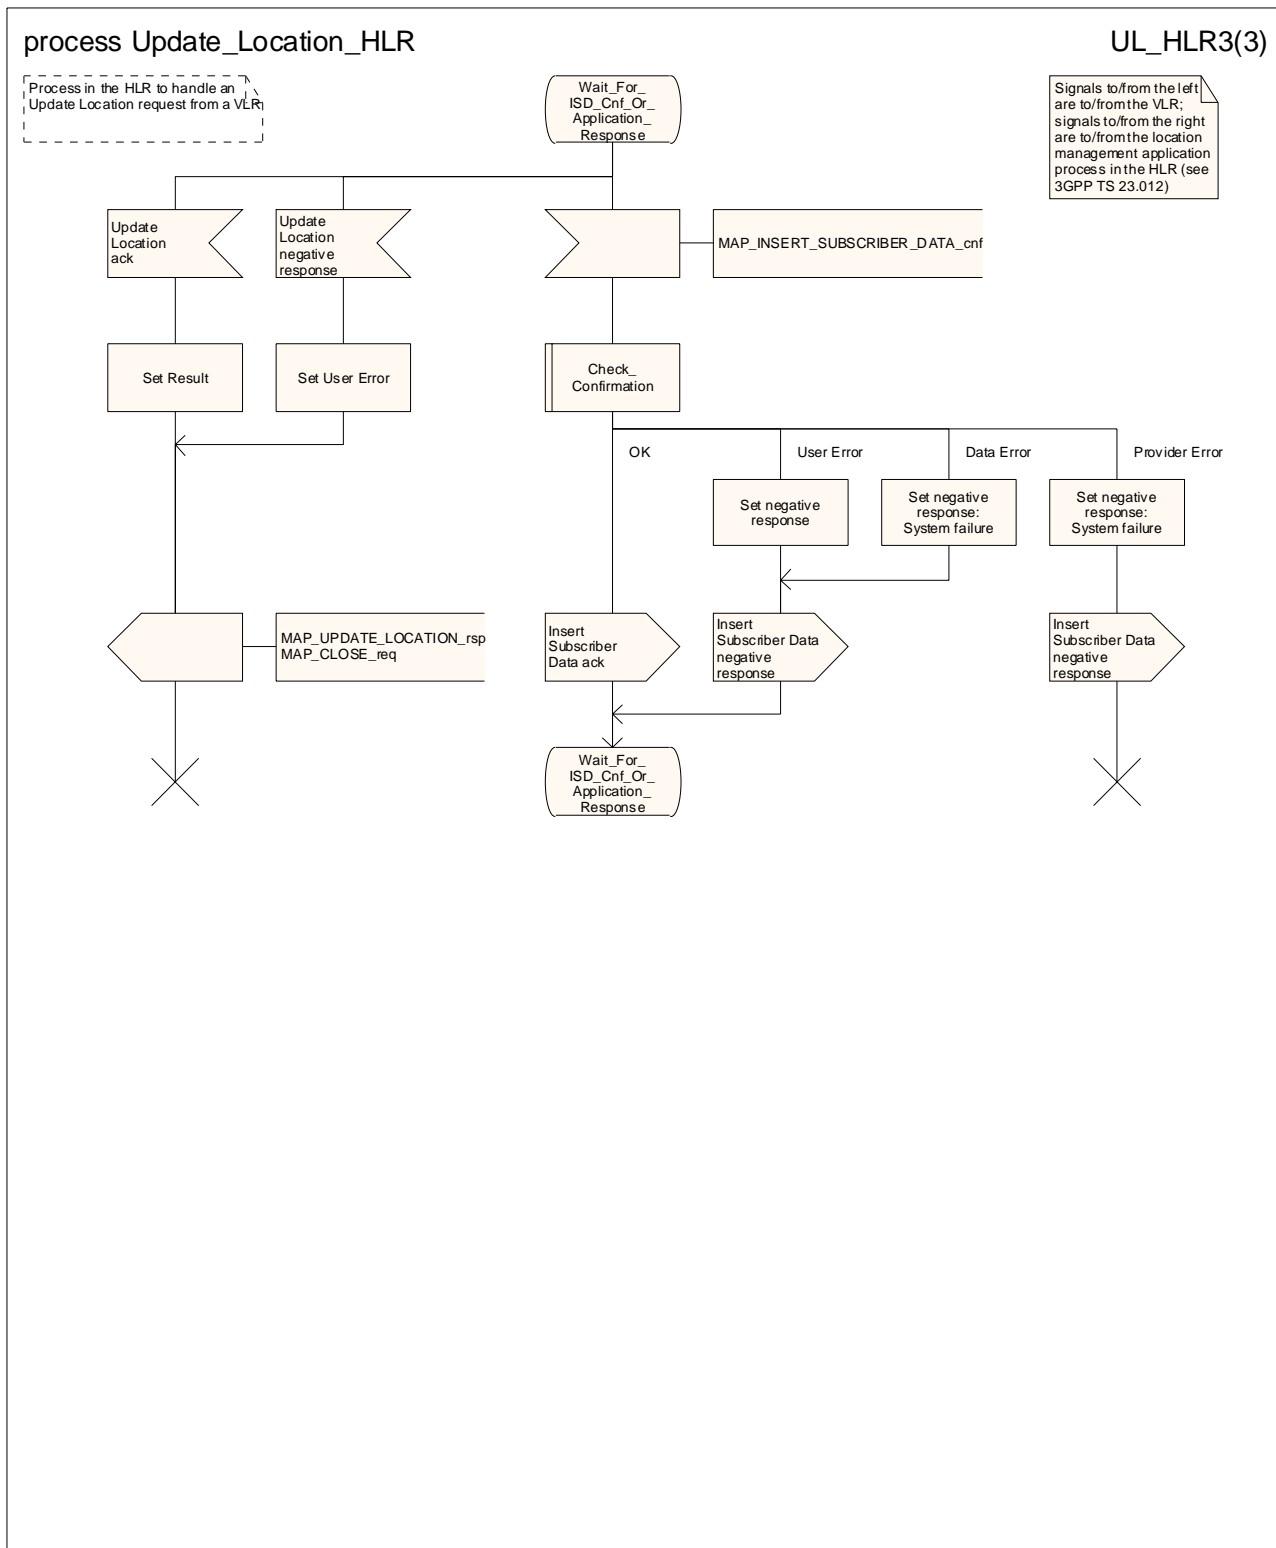 process Update_Location_HLR
UL_HLR3(3)
Process in the HLR to handle an
Update Location request from a VLR
Wait_For_
ISD_Cnf_Or_
Application_
Response
Signals to/from the left
are to/from the VLR;
signals to/from the right
are to/from the location
management application
process in the HLR (see
3GPP TS 23.012)
Update
Location
ack
Update
Location
negative
response
MAP_INSERT_SUBSCRIBER_DATA_cnf
Set Result
Set User Error
Check_
Confirmation
OK
User Error
Data Error
Provider Error
Set negative
response
Set negative
response:
System failure
Set negative
response:
System failure
MAP_UPDATE_LOCATION_rsp
MAP_CLOSE_req
Insert
Subscriber
Data ack
Insert
Subscriber Data
negative
response
Insert
Subscriber Data
negative
response
Wait_For_
ISD_Cnf_Or_
Application_
Response